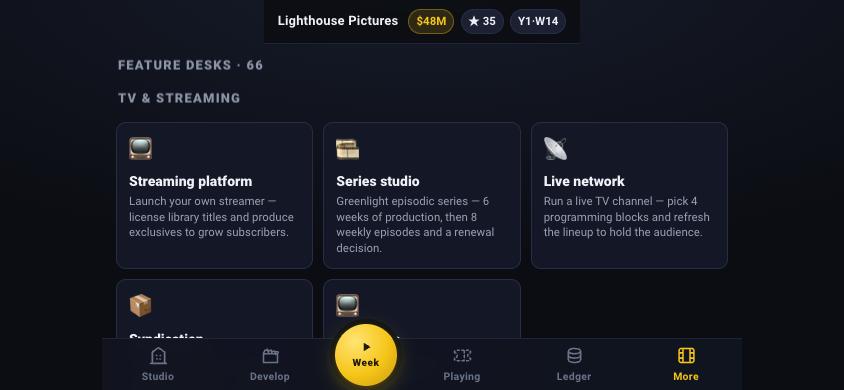 Lighthouse Pictures $48M ★ 35 Y1·W14
FEATURE DESKS · 66
TV & STREAMING
Streaming platform
Launch your own streamer —
license library titles and produce
exclusives to grow subscribers.
Series studio
Greenlight episodic series — 6
weeks of production, then 8
weekly episodes and a renewal
decision.
Live network
Run a live TV channel — pick 4
programming blocks and refresh
the lineup to hold the audience.
Syndication
Studio
Develop
Week
Playing
Ledger
More